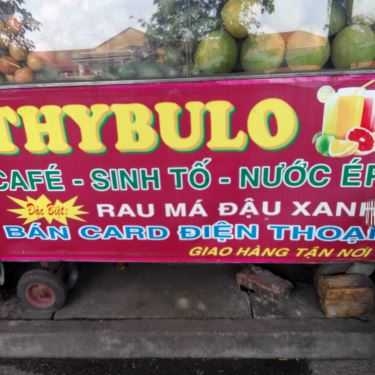 THYBULO
CAFÉ - SINH TỐ - NƯỚC ÉP
Đặc Biệt: RAU MÁ ĐẬU XANH
BÁN CARD ĐIỆN THOẠI
GIAO HÀNG TẬN NƠI